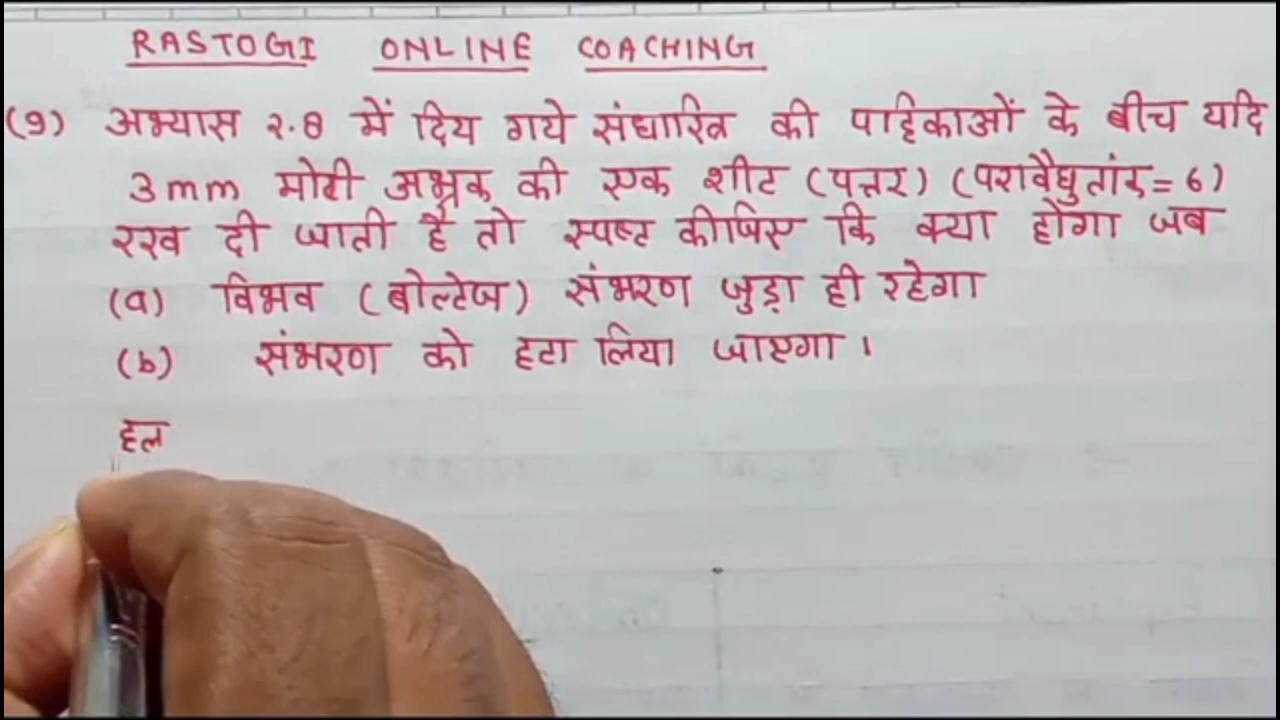 RASTOGI ONLINE COACHING
(9) अभ्यास २.8 में दिय गये संधारित्र की पट्टिकाओं के बीच यदि
3mm मोटी अभ्रक की एक शीट (पत्तर) (परावैद्युतांक=6)
रख दी जाती है तो स्पष्ट कीजिए कि क्या होगा जब
(a) विभव (बोल्टेज) संभरण जुड़ा ही रहेगा
(b) संभरण को हटा लिया जाएगा।
हल